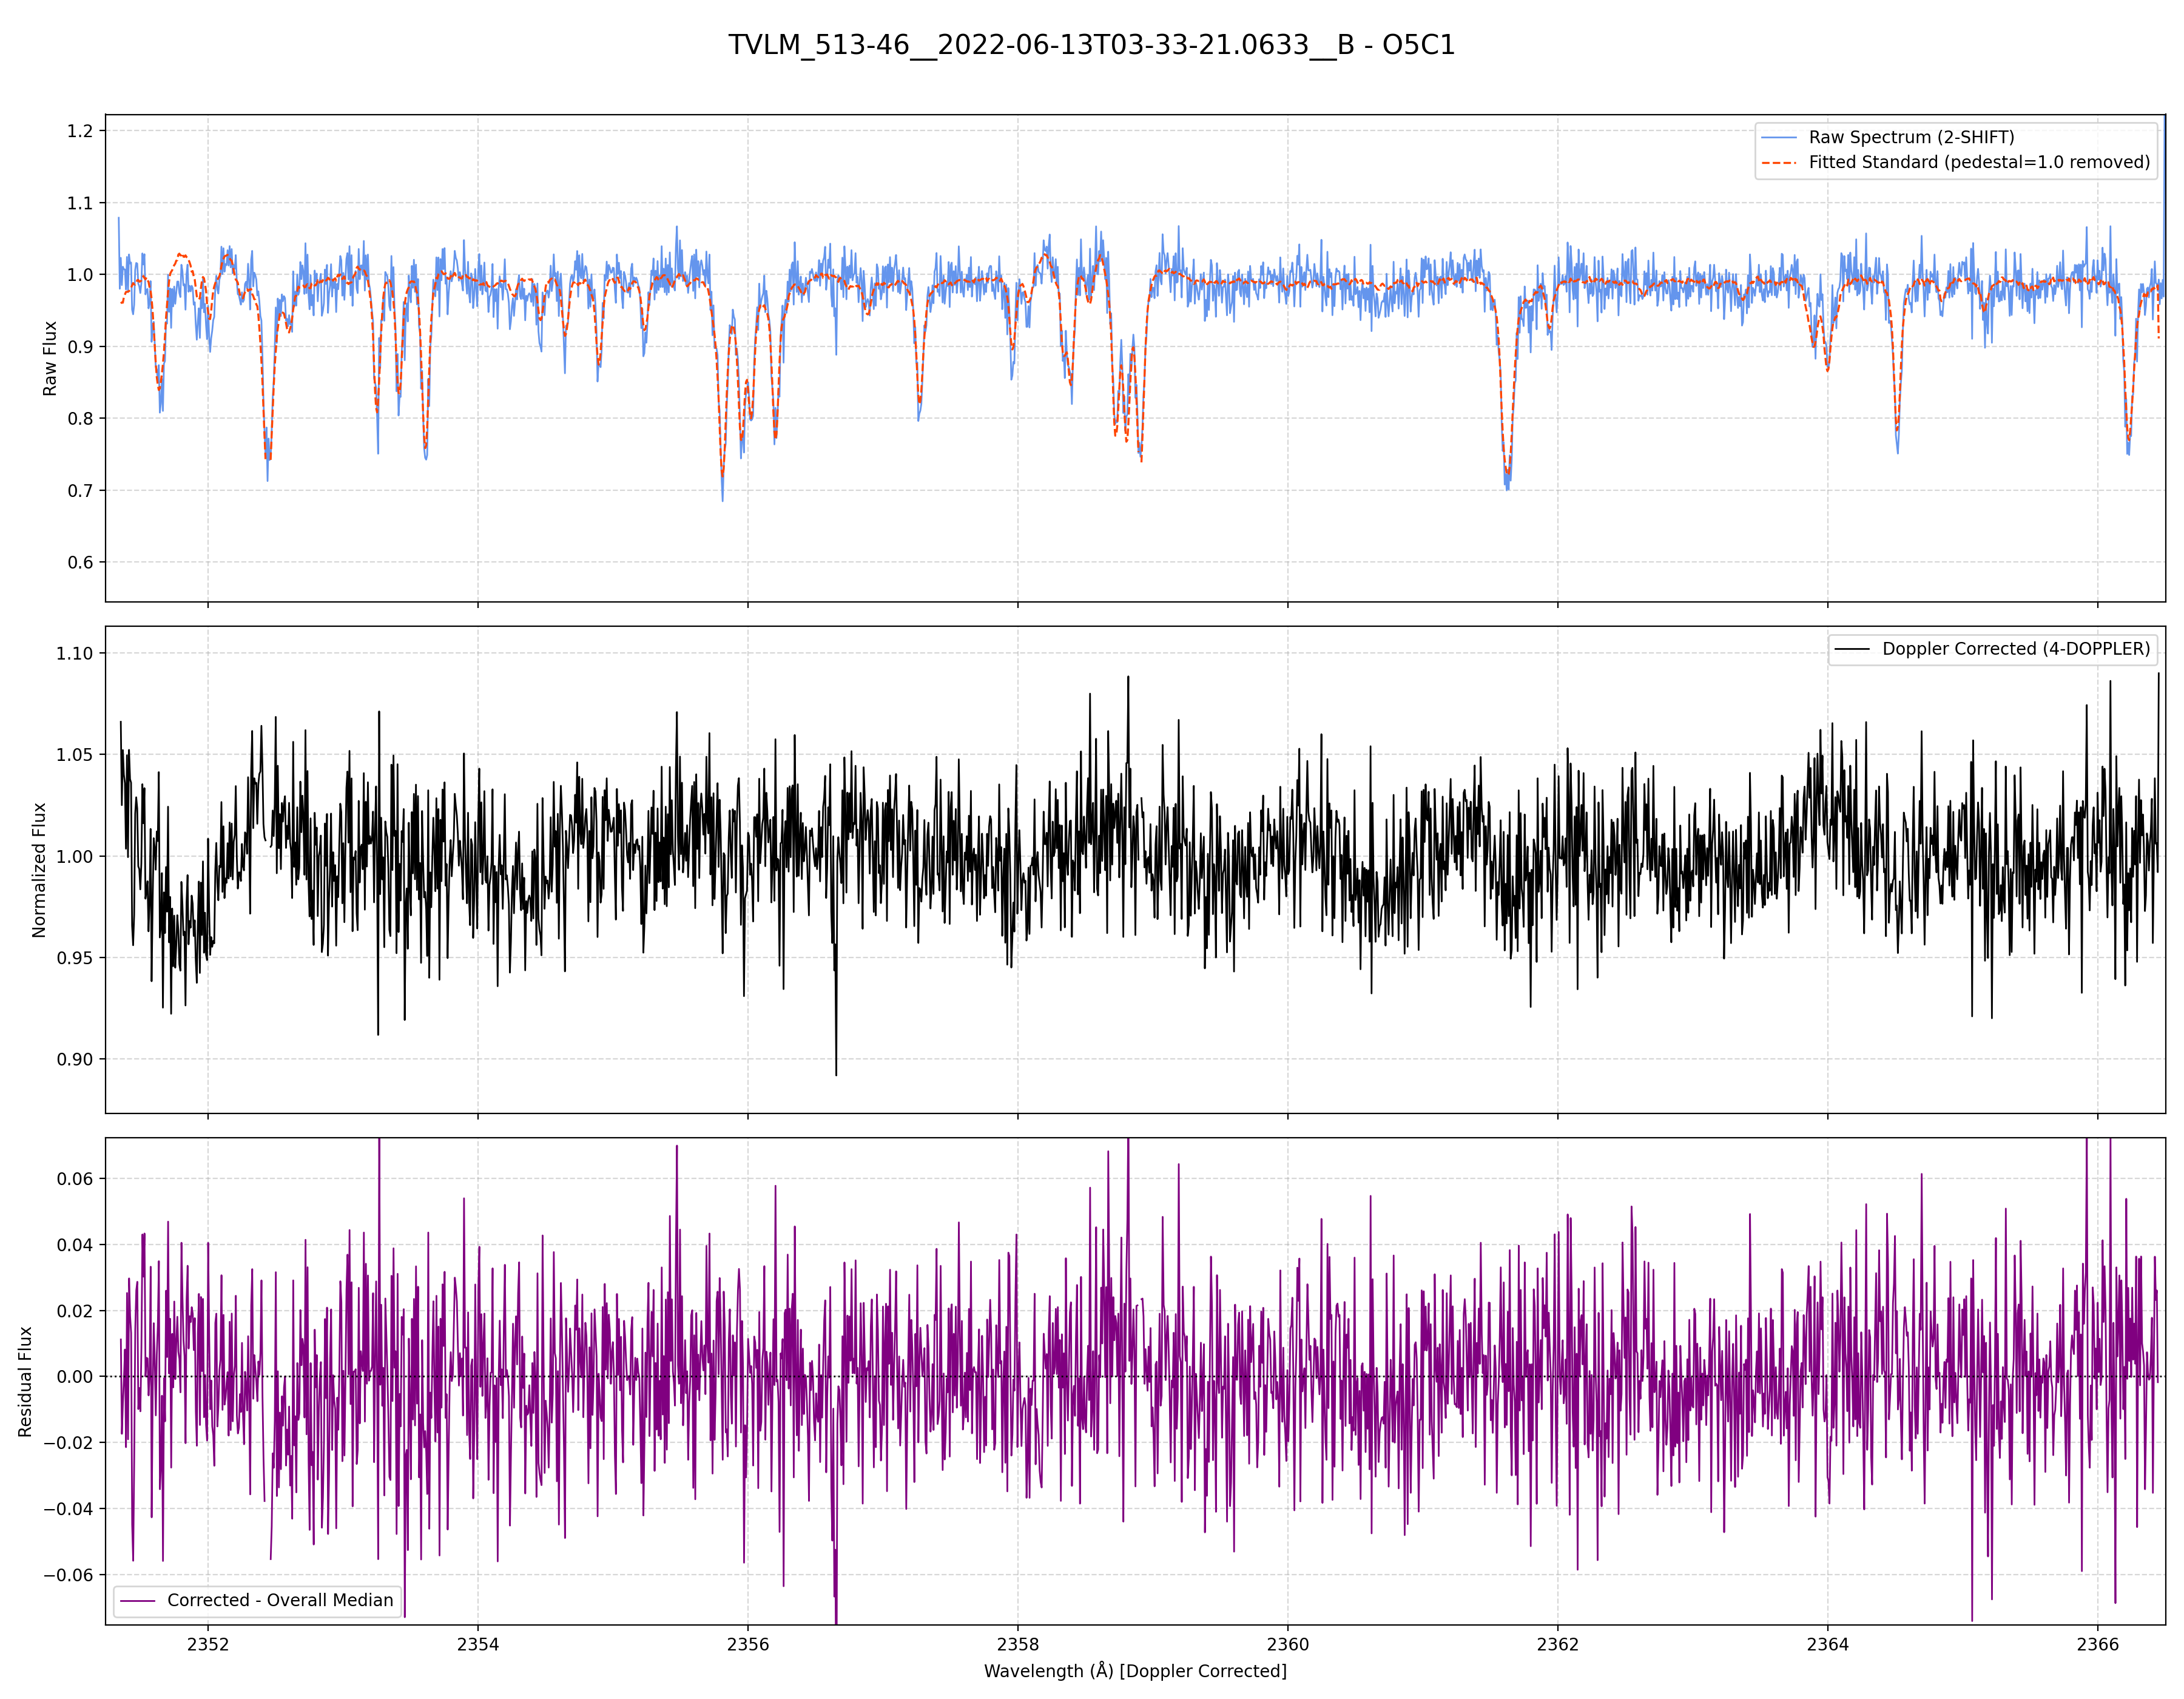 TVLM_513-46__2022-06-13T03-33-21.0633__B - O5C1
Raw Flux
1.2
1.1
1.0
0.9
0.8
0.7
0.6
Raw Spectrum (2-SHIFT)
Fitted Standard (pedestal=1.0 removed)
Normalized Flux
1.10
1.05
1.00
0.95
0.90
Doppler Corrected (4-DOPPLER)
Residual Flux
0.06
0.04
0.02
0.00
−0.02
−0.04
−0.06
Corrected - Overall Median
2352 2354 2356 2358 2360 2362 2364 2366
Wavelength (Å) [Doppler Corrected]